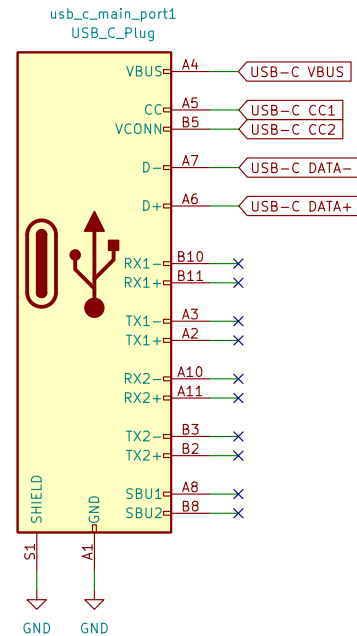 usb_c_main_port1
USB_C_Plug
VBUS A4 USB-C VBUS
CC A5 USB-C CC1
VCONN B5 USB-C CC2
D- A7 USB-C DATA-
D+ A6 USB-C DATA+
RX1- B10
RX1+ B11
TX1- A3
TX1+ A2
RX2- A10
RX2+ A11
TX2- B3
TX2+ B2
SBU1 A8
SBU2 B8
SHIELD GND
S1 A1
GND GND